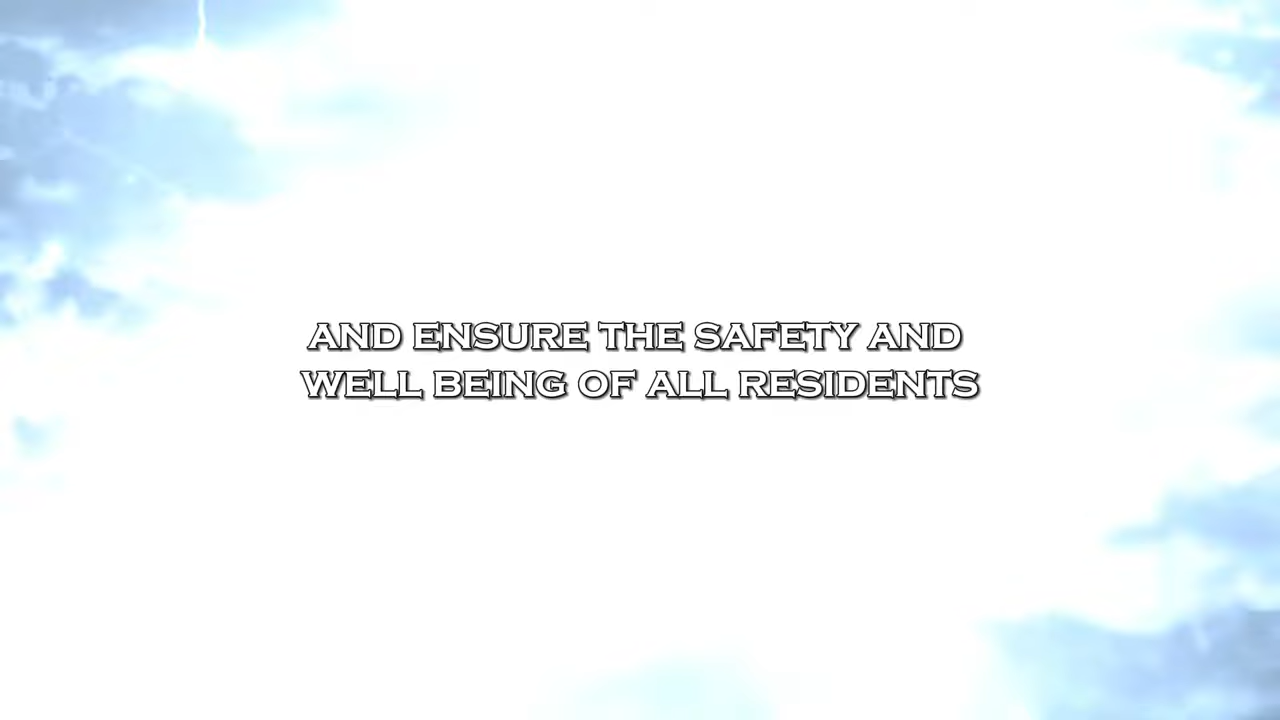 AND ENSURE THE SAFETY AND
WELL BEING OF ALL RESIDENTS